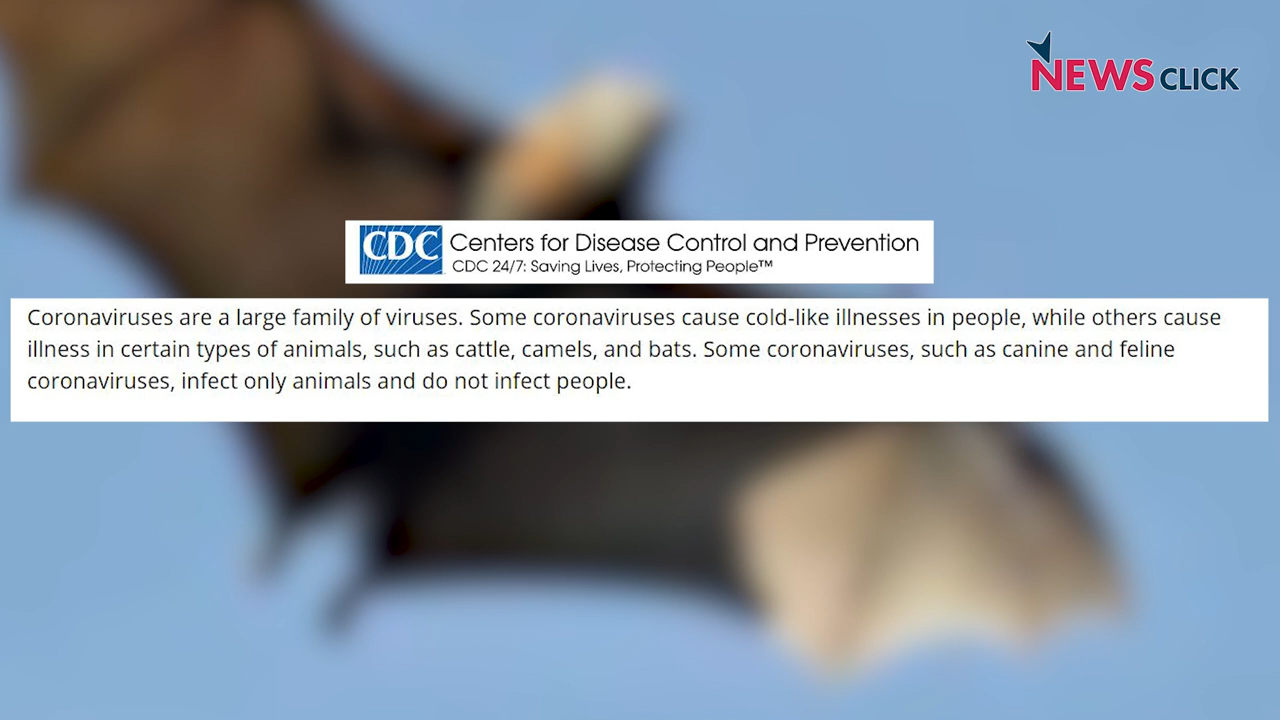 NEWS CLICK
CDC Centers for Disease Control and Prevention
CDC 24/7: Saving Lives, Protecting People™
Coronaviruses are a large family of viruses. Some coronaviruses cause cold-like illnesses in people, while others cause
illness in certain types of animals, such as cattle, camels, and bats. Some coronaviruses, such as canine and feline
coronaviruses, infect only animals and do not infect people.